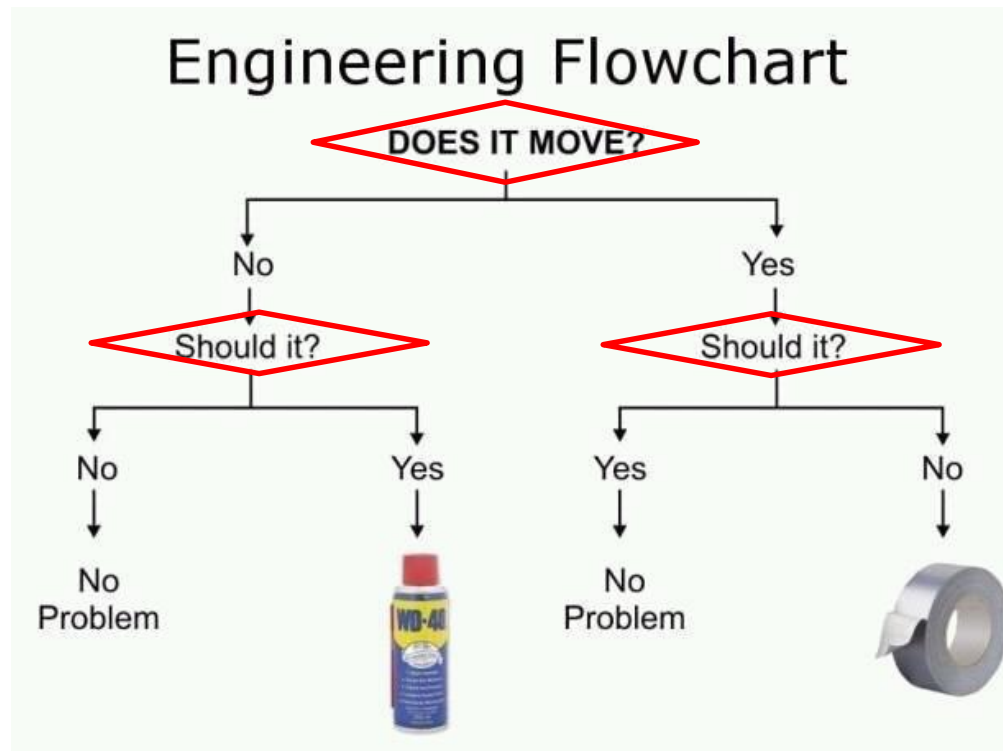 Engineering Flowchart
DOES IT MOVE?
No
Yes
Should it?
Should it?
No
Yes
Yes
No
No
Problem
No
Problem
WD-40